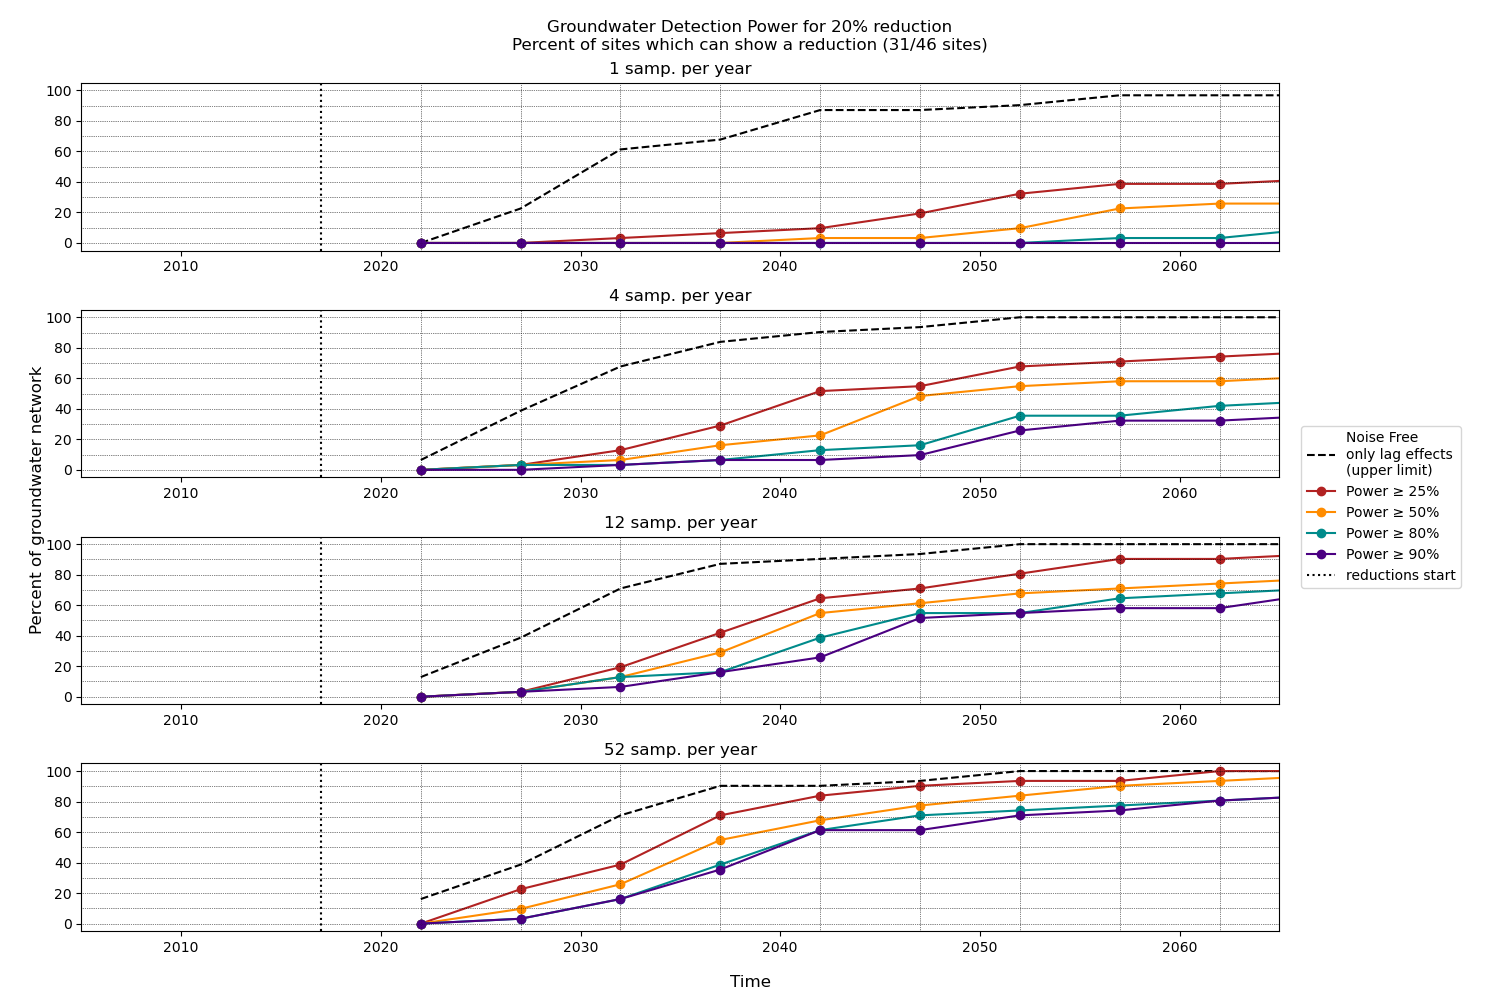 Groundwater Detection Power for 20% reduction
Percent of sites which can show a reduction (31/46 sites)
1 samp. per year
100
80
60
40
20
0
2010 2020 2030 2040 2050 2060
4 samp. per year
100
80
60
40
20
0
2010 2020 2030 2040 2050 2060
12 samp. per year
100
80
60
40
20
0
2010 2020 2030 2040 2050 2060
52 samp. per year
100
80
60
40
20
0
2010 2020 2030 2040 2050 2060
Percent of groundwater network
Time
Noise Free
only lag effects
(upper limit)
Power ≥ 25%
Power ≥ 50%
Power ≥ 80%
Power ≥ 90%
reductions start